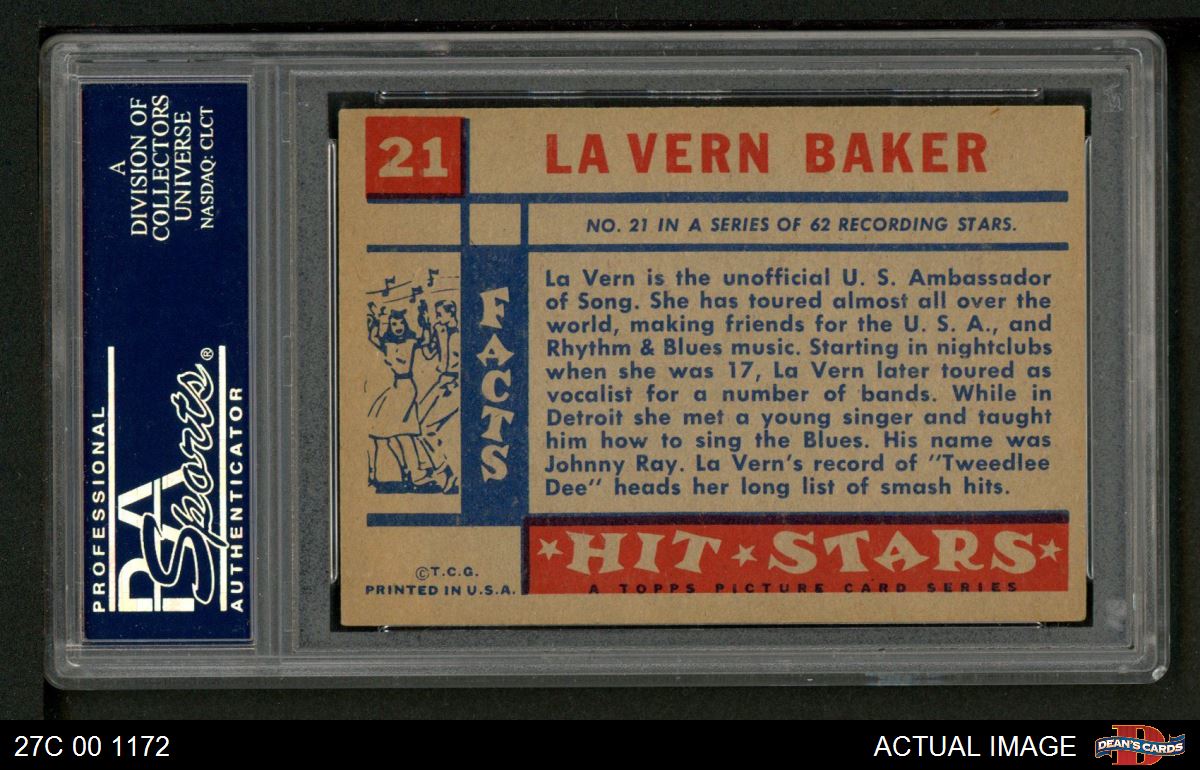 A
DIVISION OF
COLLECTORS
UNIVERSE
NASDAQ: CLCT
PROFESSIONAL
PSA
Sports®
AUTHENTICATOR
21
LA VERN BAKER
NO. 21 IN A SERIES OF 62 RECORDING STARS.
FACTS
La Vern is the unofficial U. S. Ambassador
of Song. She has toured almost all over the
world, making friends for the U. S. A., and
Rhythm & Blues music. Starting in nightclubs
when she was 17, La Vern later toured as
vocalist for a number of bands. While in
Detroit she met a young singer and taught
him how to sing the Blues. His name was
Johnny Ray. La Vern's record of "Tweedlee
Dee" heads her long list of smash hits.
©T.C.G.
PRINTED IN U.S.A.
HIT STARS
A TOPPS PICTURE CARD SERIES
27C 00 1172
ACTUAL IMAGE
D
DEAN'S CARDS